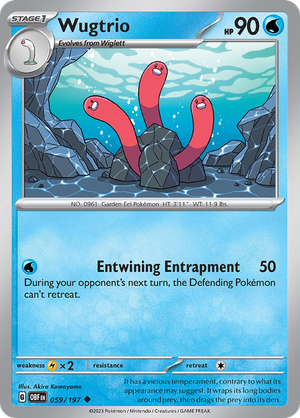 STAGE1
Wugtrio
HP 90
Evolves from Wiglett
NO. 0961 Garden Eel Pokémon HT: 3'11" WT: 11.9 lbs.
Entwining Entrapment 50
During your opponent's next turn, the Defending Pokémon
can't retreat.
weakness ×2 resistance retreat
Illus. Akira Komayama
G OBF EN 059/197
It has a vicious temperament, contrary to what its
appearance may suggest. It wraps its long bodies
around prey, then drags the prey into its den.
©2023 Pokémon / Nintendo / Creatures / GAME FREAK